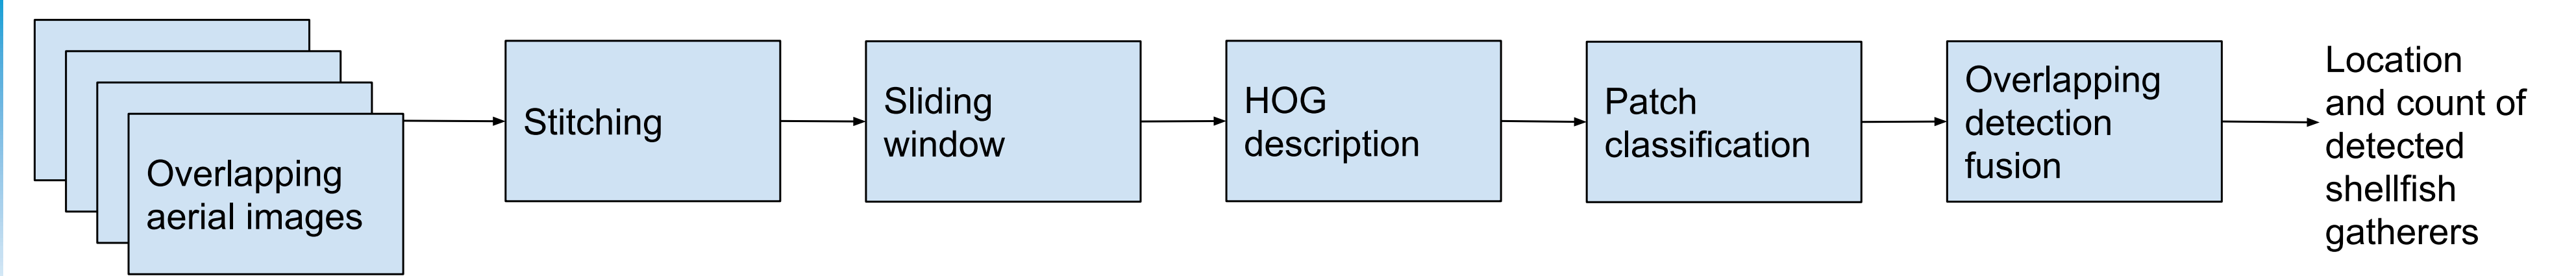 Overlapping
aerial images
Stitching
Sliding
window
HOG
description
Patch
classification
Overlapping
detection
fusion
Location
and count of
detected
shellfish
gatherers